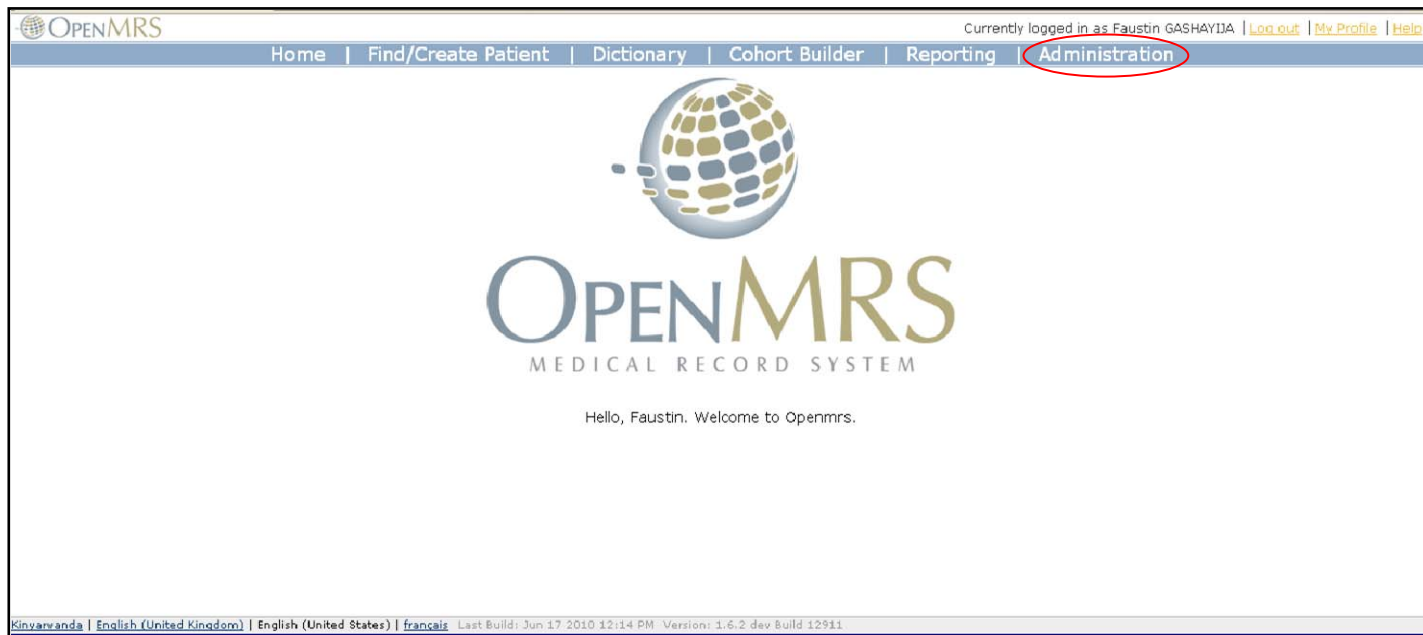 OPENMRS
Currently logged in as Faustin GASHAYIJA | Log out | My Profile | Help
Home | Find/Create Patient | Dictionary | Cohort Builder | Reporting | Administration
OPENMRS
MEDICAL RECORD SYSTEM
Hello, Faustin. Welcome to Openmrs.
Kinyarwanda | English (United Kingdom) | English (United States) | français Last Build: Jun 17 2010 12:14 PM Version: 1.6.2 dev Build 12911